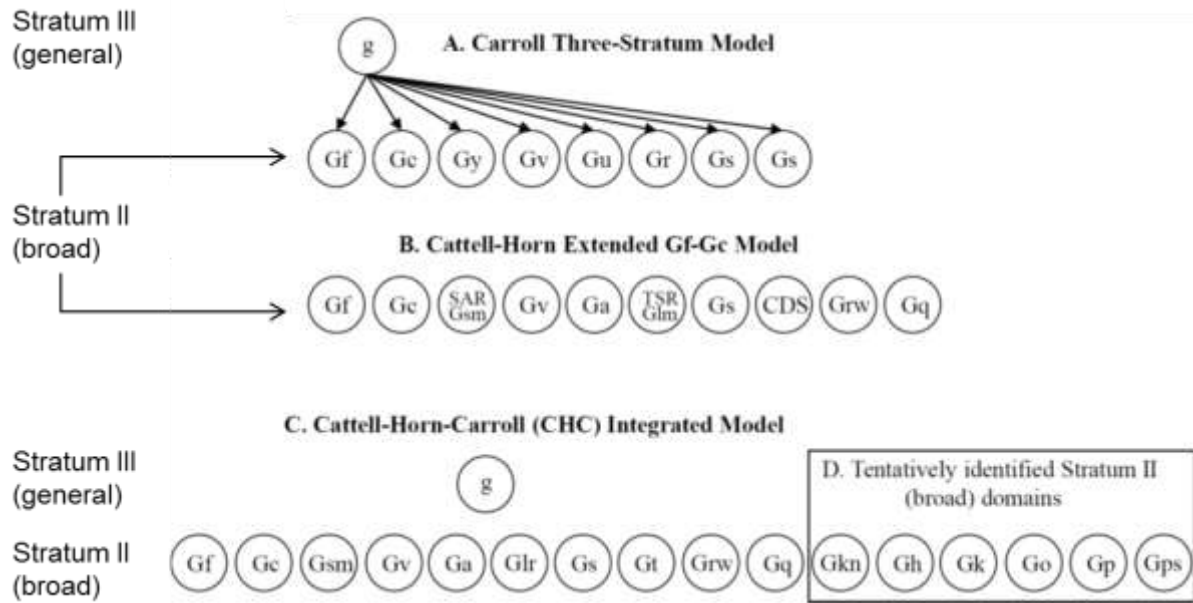 Stratum III
(general)
g
A. Carroll Three-Stratum Model
Gf Gc Gy Gv Gu Gr Gs Gs
Stratum II
(broad)
B. Cattell-Horn Extended Gf-Gc Model
Gf Gc SAR Gsm Gv Ga TSR Glm Gs CDS Grw Gq
C. Cattell-Horn-Carroll (CHC) Integrated Model
Stratum III
(general)
g
D. Tentatively identified Stratum II
(broad) domains
Stratum II
(broad)
Gf Gc Gsm Gv Ga Glr Gs Gt Grw Gq Gkn Gh Gk Go Gp Gps